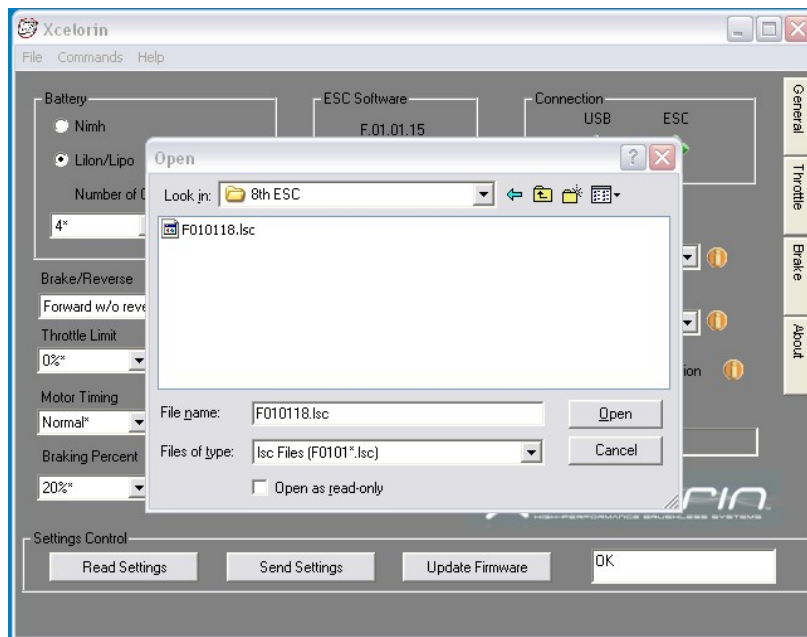 Xcelorin
File Commands Help
Battery
ESC Software
Connection
Nimh
F.01.01.15
USB ESC
LiIon/Lipo
Number of
4*
Open
Look in: 8th ESC
F010118.lsc
File name: F010118.lsc
Open
Files of type: lsc Files (F0101*.lsc)
Cancel
Open as read-only
Brake/Reverse
Forward w/o
Throttle Limit
0%*
Motor Timing
Normal*
Braking Percent
20%*
General
Throttle
Brake
About
HIGH-PERFORMANCE BRUSHLESS SYSTEMS
Settings Control
Read Settings
Send Settings
Update Firmware
OK